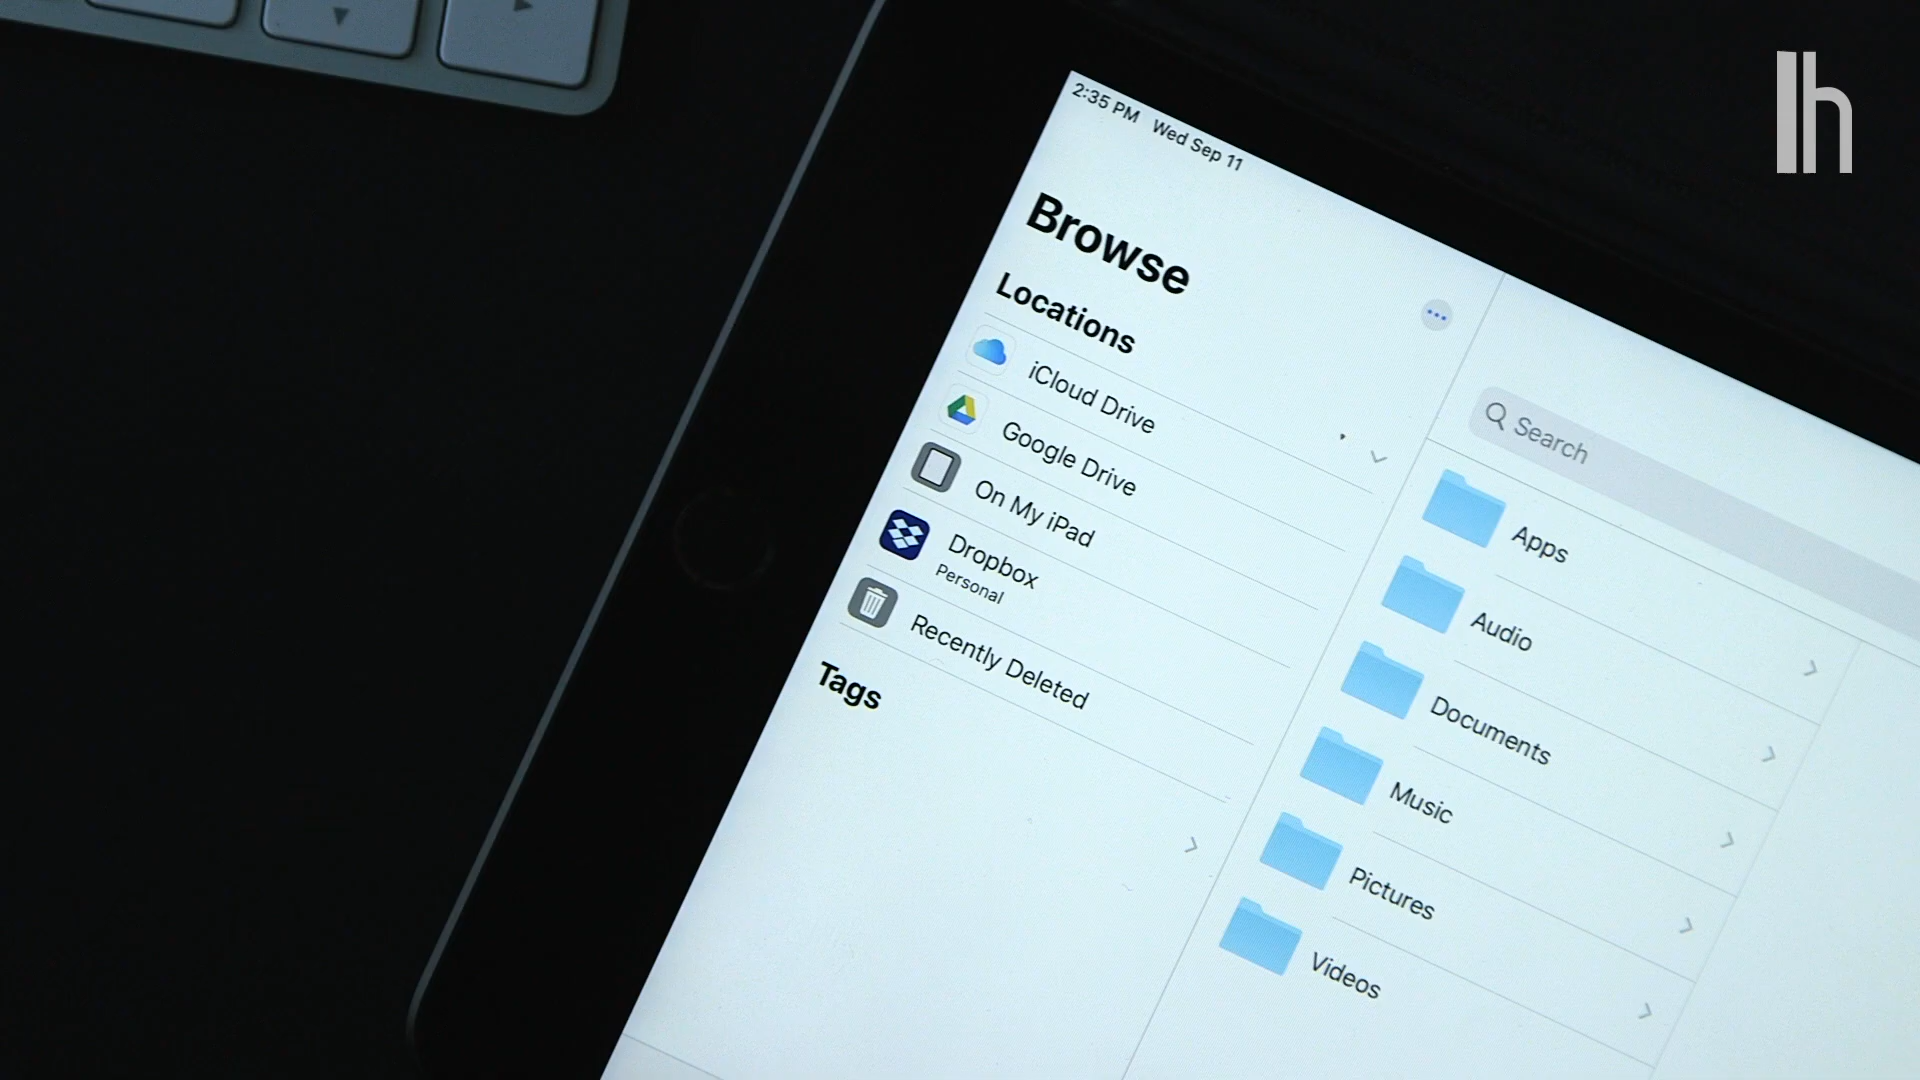 2:35 PM Wed Sep 11
Browse
Locations
iCloud Drive
Google Drive
On My iPad
Dropbox
Personal
Recently Deleted
Tags
Search
Apps
Audio
Documents
Music
Pictures
Videos
lh